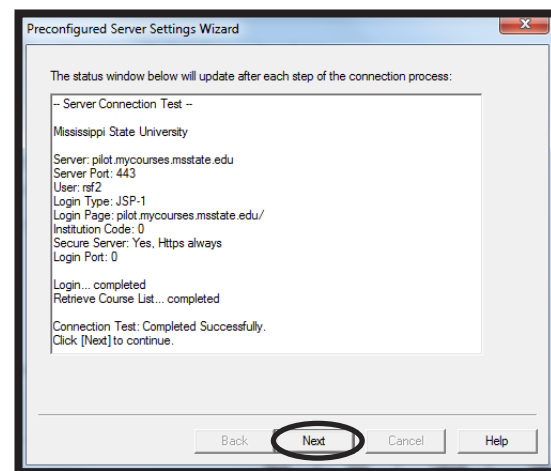 Preconfigured Server Settings Wizard
X
The status window below will update after each step of the connection process:
-- Server Connection Test --
Mississippi State University
Server: pilot.mycourses.msstate.edu
Server Port: 443
User: rsf2
Login Type: JSP-1
Login Page: pilot.mycourses.msstate.edu/
Institution Code: 0
Secure Server: Yes, Https always
Login Port: 0
Login... completed
Retrieve Course List... completed
Connection Test: Completed Successfully.
Click [Next] to continue.
Back Next Cancel Help